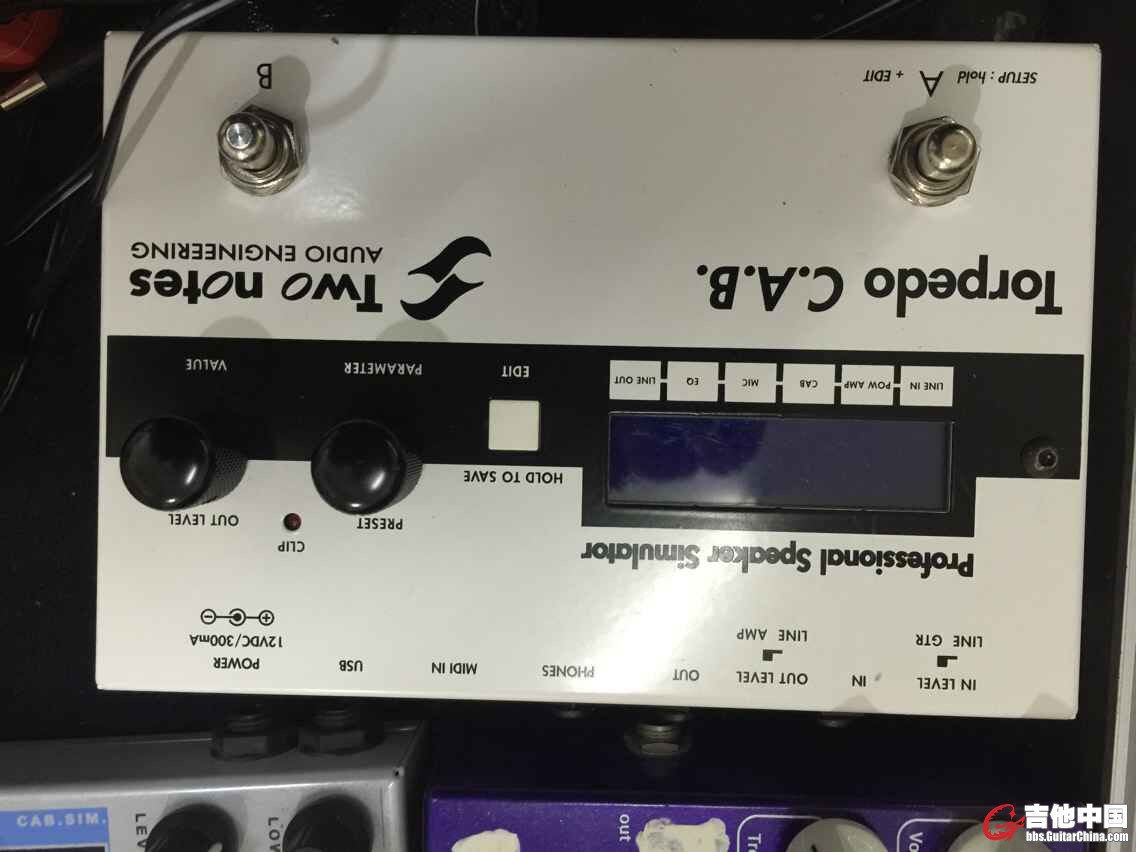 IN LEVEL IN OUT LEVEL OUT PHONES MIDI IN USB POWER
LINE GTR LINE AMP 12VDC/300mA
Professional Speaker Simulator
CLIP
PRESET OUT LEVEL
HOLD TO SAVE
LINE IN POW AMP CAB MIC EQ LINE OUT EDIT PARAMETER VALUE
Torpedo C.A.B. Two notes
AUDIO ENGINEERING
SETUP : hold A + EDIT B
CAB.SIM.
OUT
吉他中国
bbs.GuitarChina.com